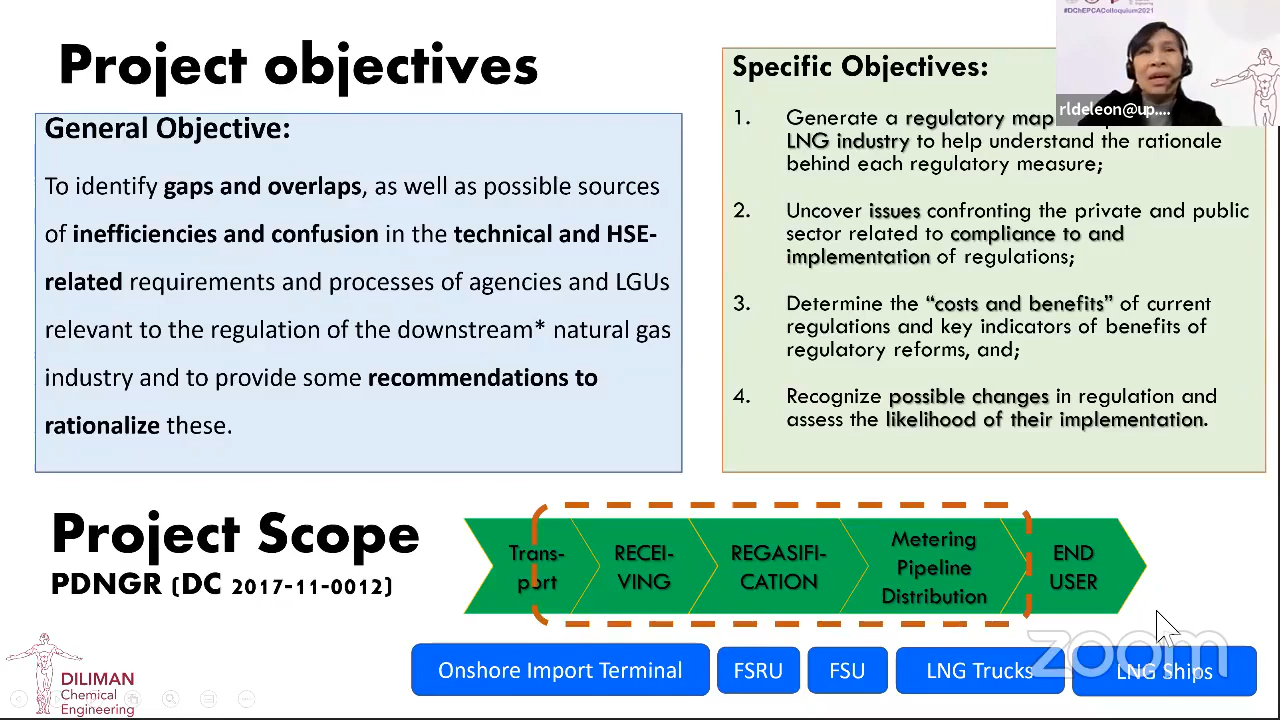 Project objectives
#DChEPCAColloquium2021
rldeleon@up....
General Objective:
To identify gaps and overlaps, as well as possible sources
of inefficiencies and confusion in the technical and HSE-
related requirements and processes of agencies and LGUs
relevant to the regulation of the downstream* natural gas
industry and to provide some recommendations to
rationalize these.
Specific Objectives:
1. Generate a regulatory map
LNG industry to help understand the rationale
behind each regulatory measure;
2. Uncover issues confronting the private and public
sector related to compliance to and
implementation of regulations;
3. Determine the “costs and benefits” of current
regulations and key indicators of benefits of
regulatory reforms, and;
4. Recognize possible changes in regulation and
assess the likelihood of their implementation.
Project Scope
PDNGR (DC 2017-11-0012)
Trans-
port
RECEI-
VING
REGASIFI-
CATION
Metering
Pipeline
Distribution
END
USER
Onshore Import Terminal
FSRU
FSU
LNG Trucks
LNG Ships
zoom
DILIMAN
Chemical
Engineering